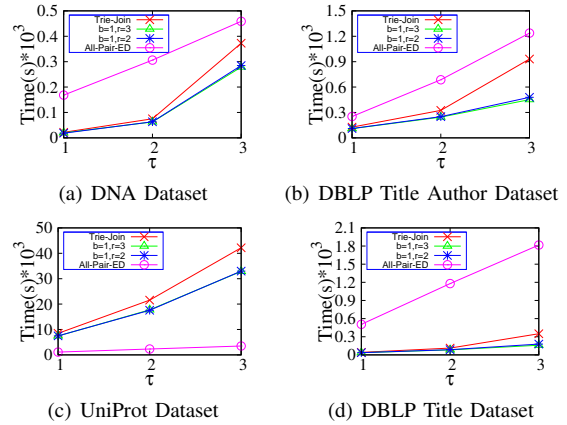 Time(s)*10^3
0.5
0.4
0.3
0.2
0.1
0
Trie-Join
b=1,r=3
b=1,r=2
All-Pair-ED
1 2 3
τ
(a) DNA Dataset
Time(s)*10^3
1.5
1.2
0.9
0.6
0.3
0
Trie-Join
b=1,r=3
b=1,r=2
All-Pair-ED
1 2 3
τ
(b) DBLP Title Author Dataset
Time(s)*10^3
50
40
30
20
10
0
Trie-Join
b=1,r=3
b=1,r=2
All-Pair-ED
1 2 3
τ
(c) UniProt Dataset
Time(s)*10^3
2.1
1.8
1.5
1.2
0.9
0.6
0.3
0
Trie-Join
b=1,r=3
b=1,r=2
All-Pair-ED
1 2 3
τ
(d) DBLP Title Dataset